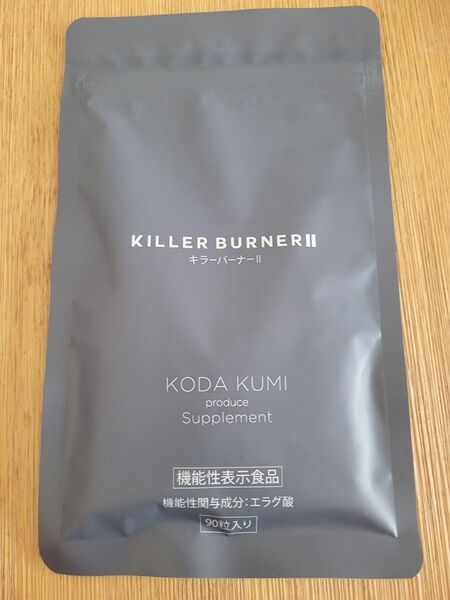 KILLER BURNERⅡ
キラーバーナーⅡ
KODA KUMI
produce
Supplement
機能性表示食品
機能性関与成分：エラグ酸
90粒入り